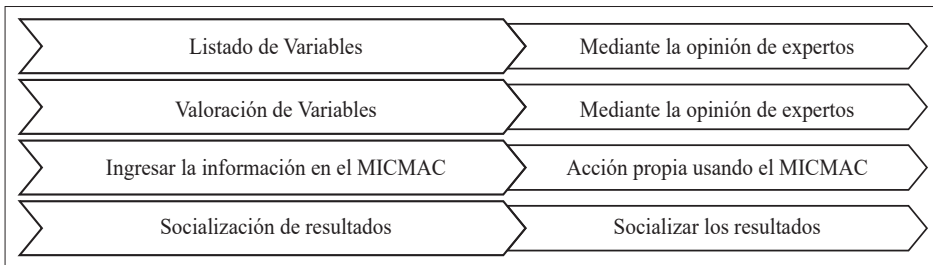 Listado de Variables
Mediante la opinión de expertos
Valoración de Variables
Mediante la opinión de expertos
Ingresar la información en el MICMAC
Acción propia usando el MICMAC
Socialización de resultados
Socializar los resultados